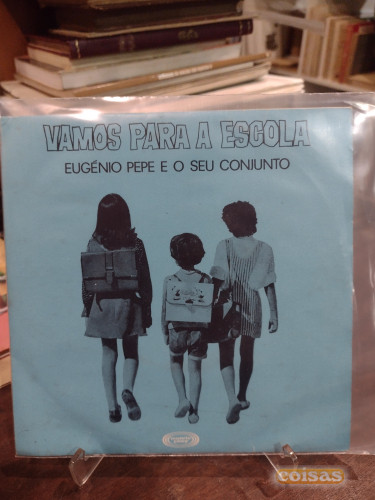 VAMOS PARA A ESCOLA
EUGÉNIO PEPE E O SEU CONJUNTO
coisas